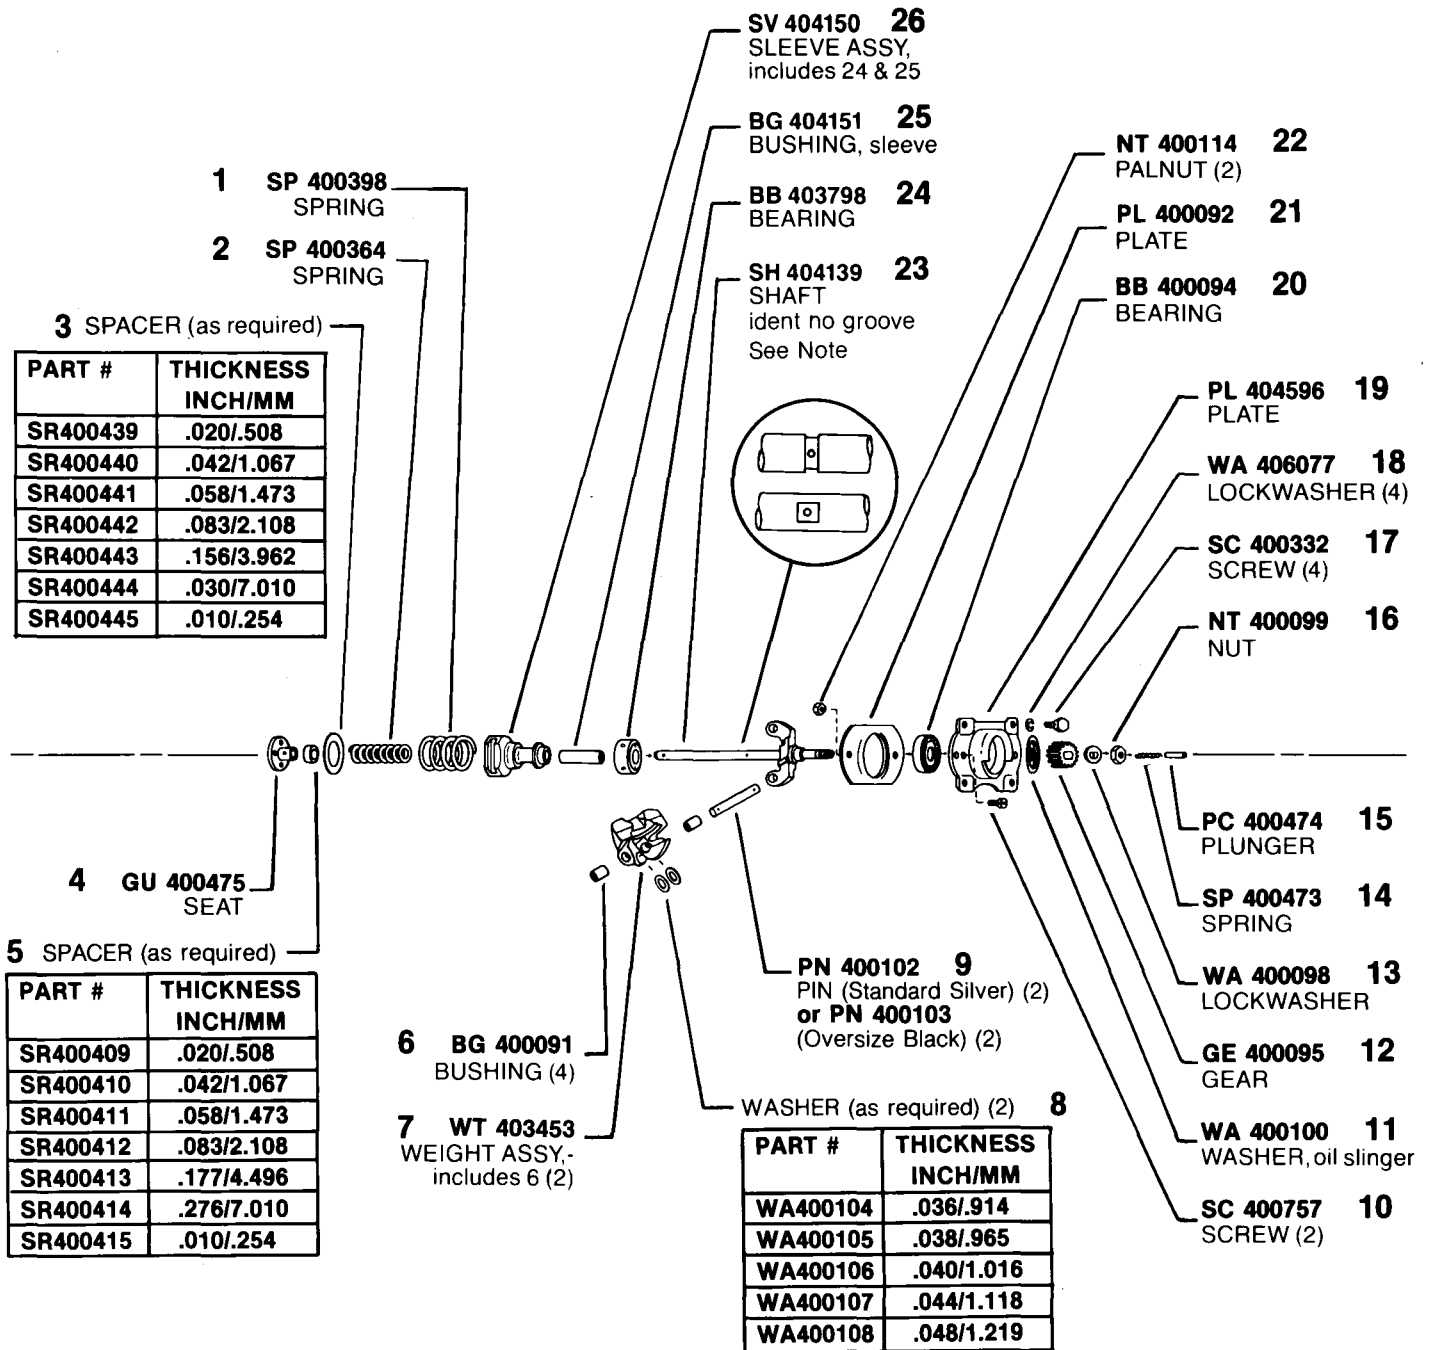 SV 404150 26
SLEEVE ASSY,
includes 24 & 25
BG 404151 25
BUSHING, sleeve
BB 403798 24
BEARING
SH 404139 23
SHAFT
ident no groove
See Note
NT 400114 22
PALNUT (2)
PL 400092 21
PLATE
BB 400094 20
BEARING
PL 404596 19
PLATE
WA 406077 18
LOCKWASHER (4)
SC 400332 17
SCREW (4)
NT 400099 16
NUT
1 SP 400398
SPRING
2 SP 400364
SPRING
3 SPACER (as required)
PART # THICKNESS
INCH/MM
SR400439 .020/.508
SR400440 .042/1.067
SR400441 .058/1.473
SR400442 .083/2.108
SR400443 .156/3.962
SR400444 .030/7.010
SR400445 .010/.254
4 GU 400475
SEAT
5 SPACER (as required)
PART # THICKNESS
INCH/MM
SR400409 .020/.508
SR400410 .042/1.067
SR400411 .058/1.473
SR400412 .083/2.108
SR400413 .177/4.496
SR400414 .276/7.010
SR400415 .010/.254
6 BG 400091
BUSHING (4)
7 WT 403453
WEIGHT ASSY,-
includes 6 (2)
PN 400102 9
PIN (Standard Silver) (2)
or PN 400103
(Oversize Black) (2)
WASHER (as required) (2) 8
PART # THICKNESS
INCH/MM
WA400104 .036/.914
WA400105 .038/.965
WA400106 .040/1.016
WA400107 .044/1.118
WA400108 .048/1.219
PC 400474 15
PLUNGER
SP 400473 14
SPRING
WA 400098 13
LOCKWASHER
GE 400095 12
GEAR
WA 400100 11
WASHER, oil slinger
SC 400757 10
SCREW (2)